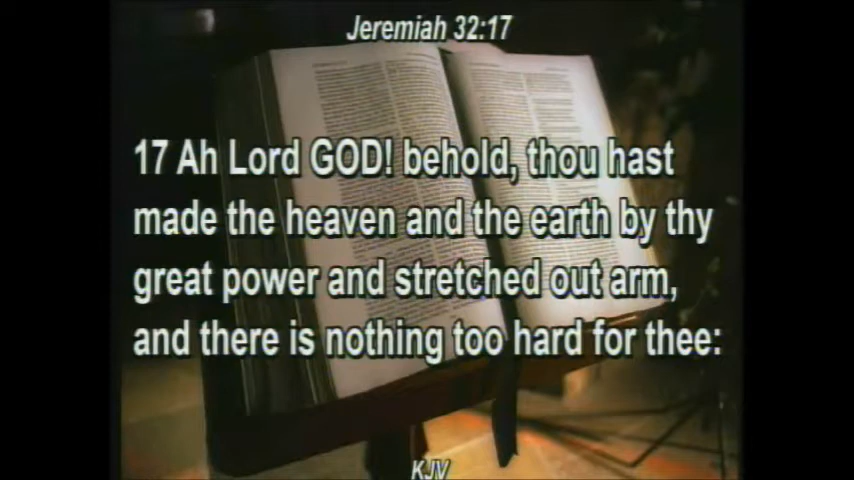 Jeremiah 32:17
17 Ah Lord GOD! behold, thou hast
made the heaven and the earth by thy
great power and stretched out arm,
and there is nothing too hard for thee:
KJV